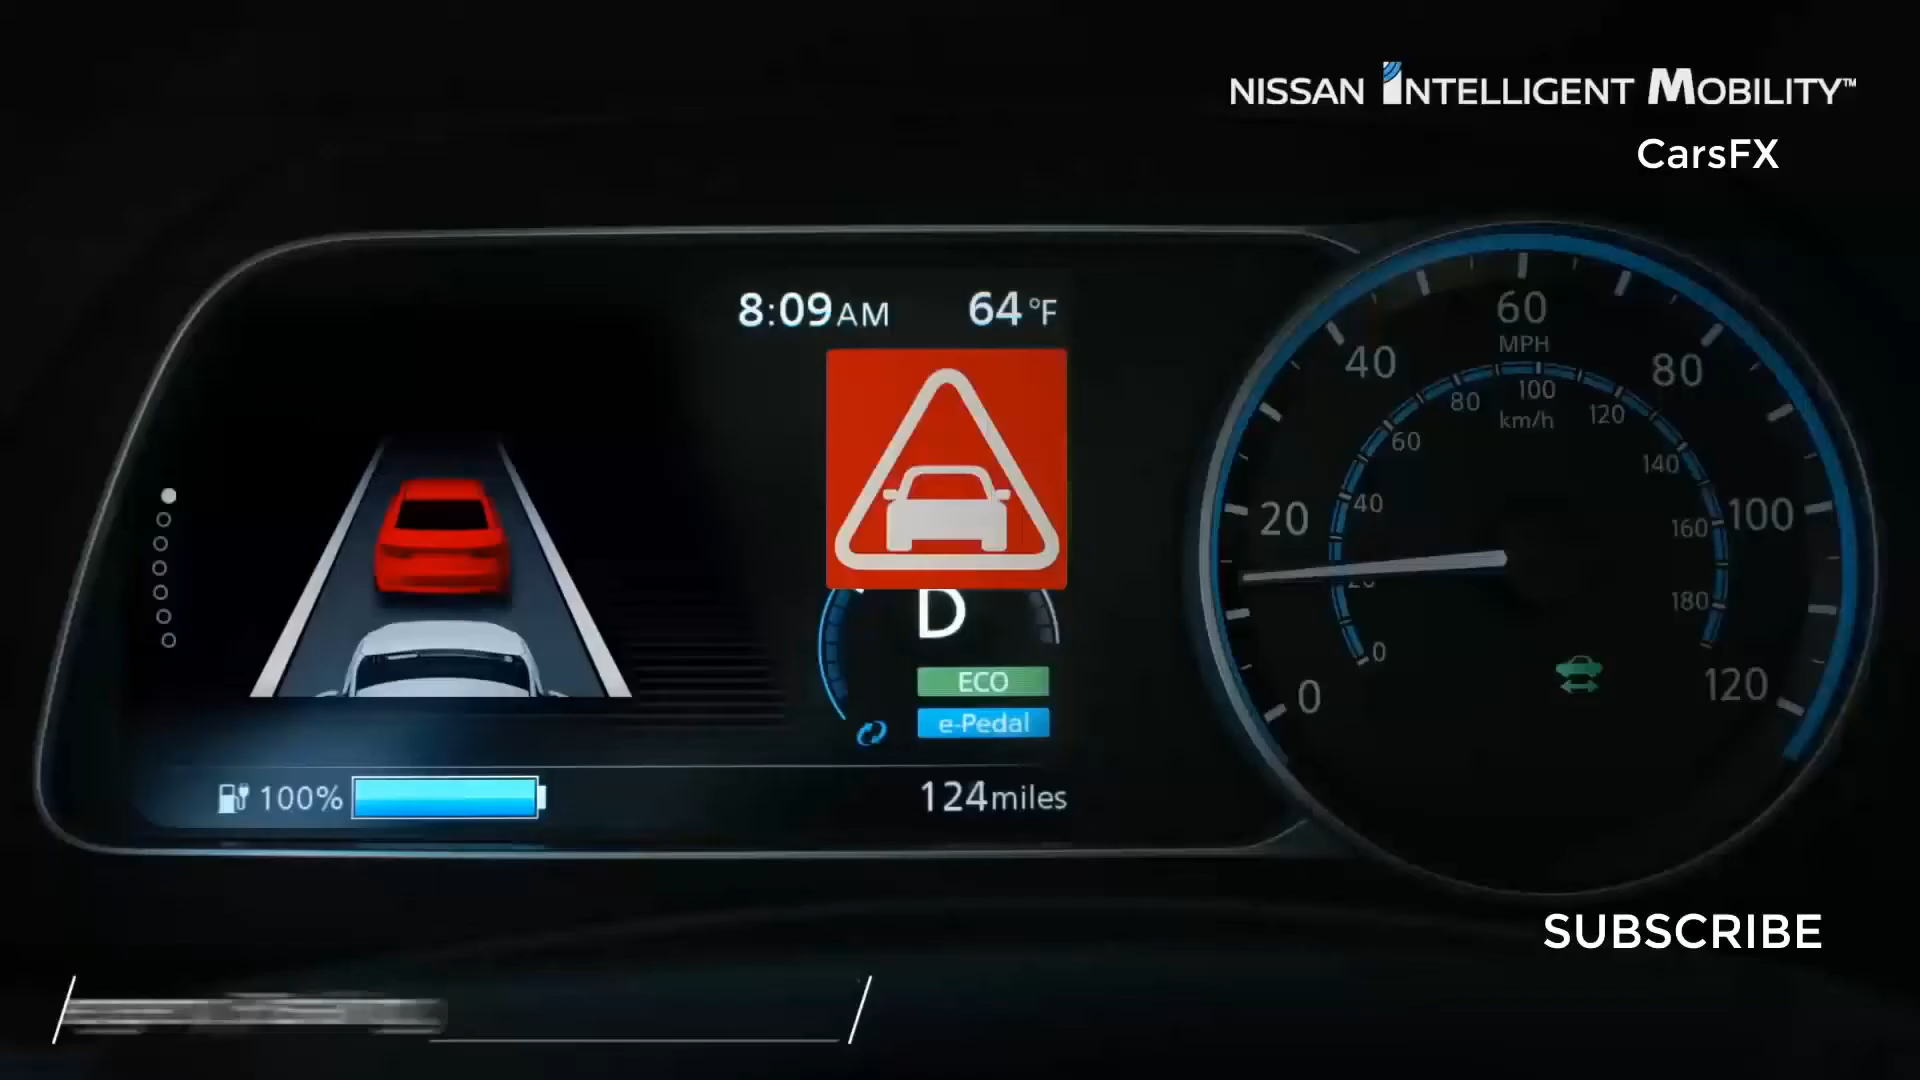 NISSAN INTELLIGENT MOBILITY™
CarsFX
8:09AM 64°F
D
ECO
e-Pedal
100%
124miles
0 20 40 60 80 100 120
MPH
0 20 40 60 80 100 120 140 160 180
km/h
SUBSCRIBE